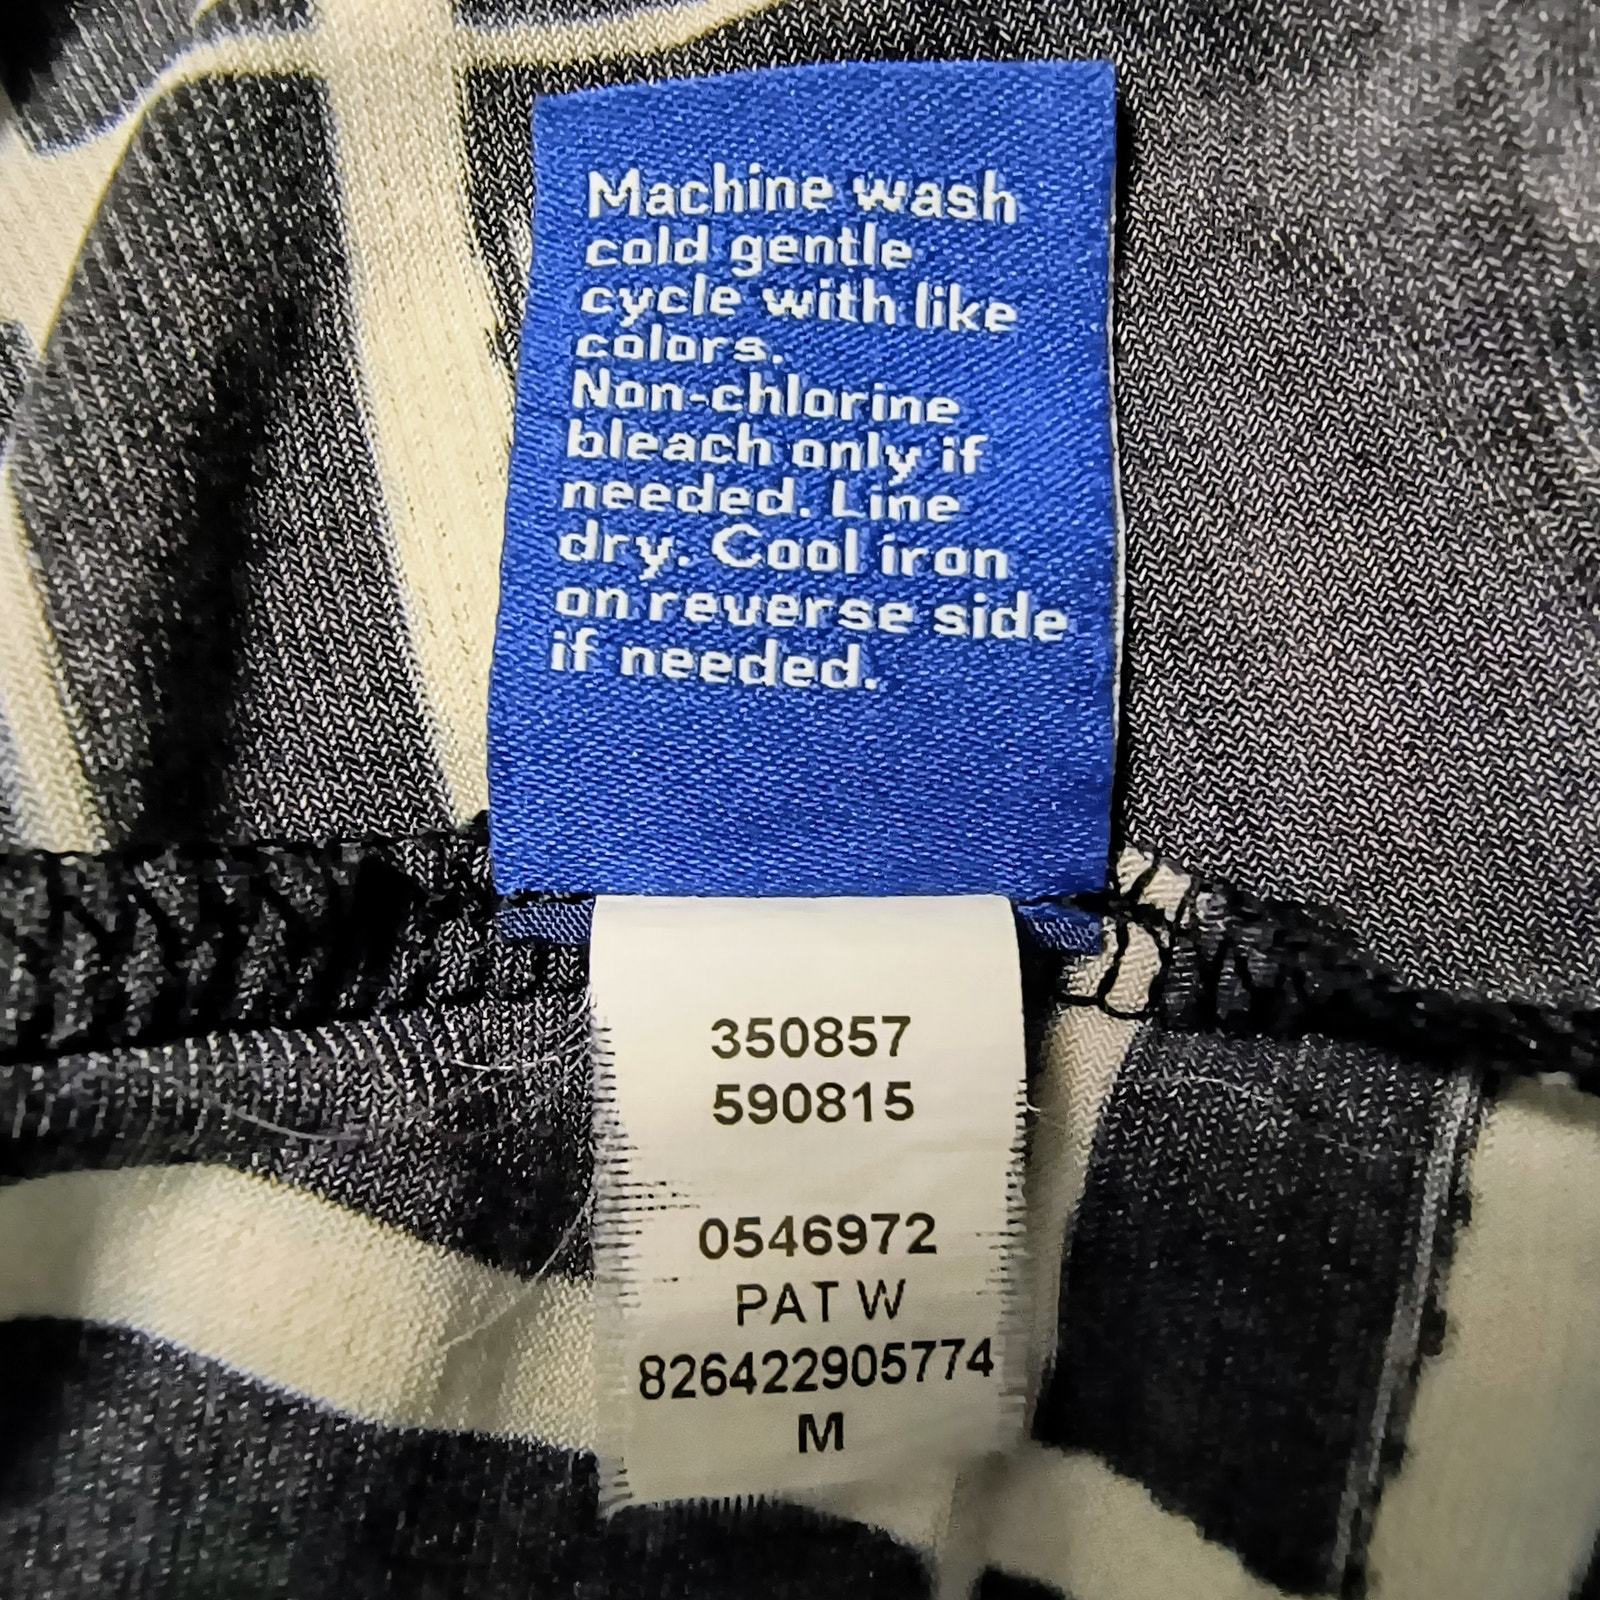 Machine wash
cold gentle
cycle with like
colors.
Non-chlorine
bleach only if
needed. Line
dry. Cool iron
on reverse side
if needed.
350857
590815
0546972
PAT W
826422905774
M